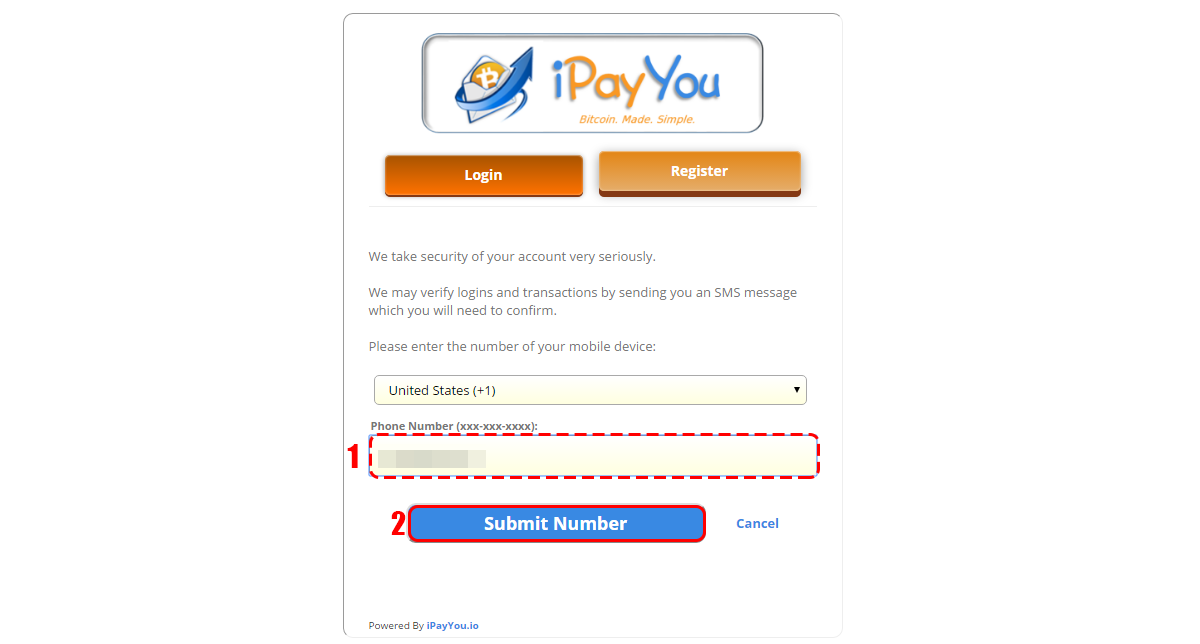 iPayYou
Bitcoin. Made. Simple.
Login
Register
We take security of your account very seriously.
We may verify logins and transactions by sending you an SMS message
which you will need to confirm.
Please enter the number of your mobile device:
United States (+1)
Phone Number (xxx-xxx-xxxx):
1
2
Submit Number
Cancel
Powered By iPayYou.io